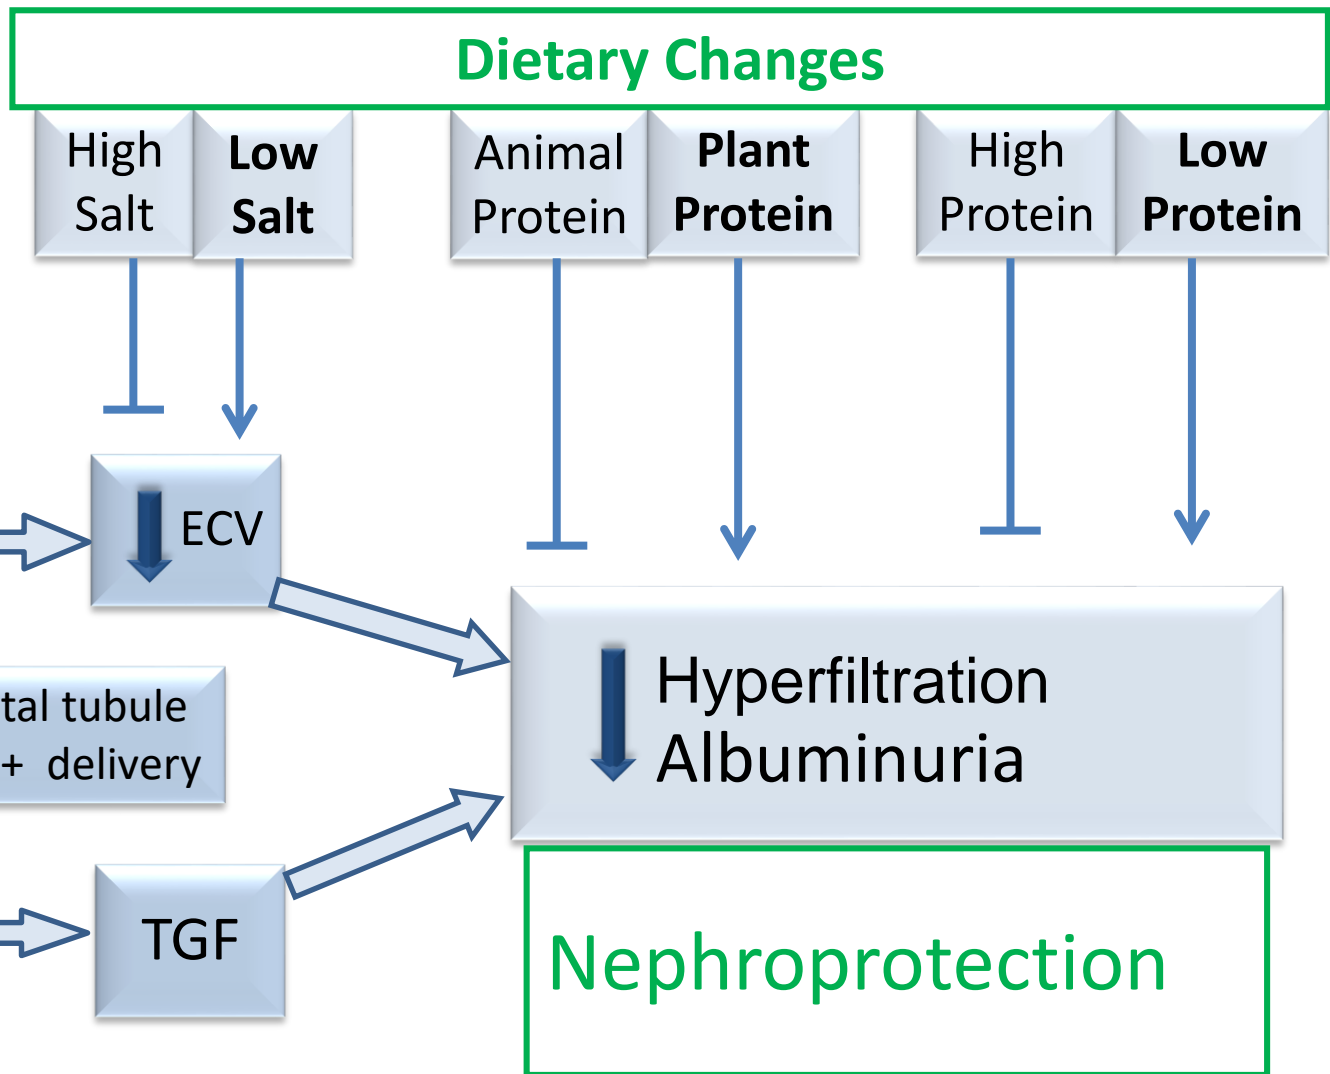 Dietary Changes
High
Salt
Low
Salt
Animal
Protein
Plant
Protein
High
Protein
Low
Protein
ECV
tal tubule
+ delivery
Hyperfiltration
Albuminuria
TGF
Nephroprotection